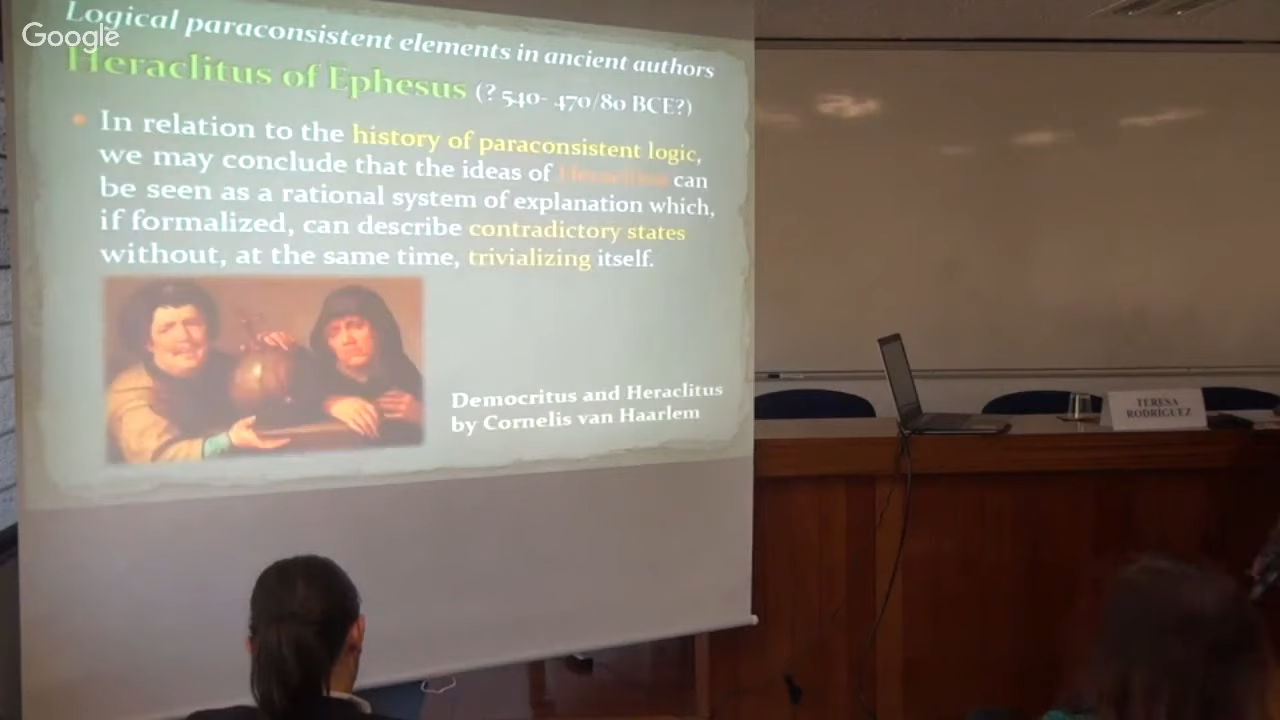 Google
Logical paraconsistent elements in ancient authors
Heraclitus of Ephesus (? 540- 470/80 BCE?)
In relation to the history of paraconsistent logic,
we may conclude that the ideas of Heraclitus can
be seen as a rational system of explanation which,
if formalized, can describe contradictory states
without, at the same time, trivializing itself.
Democritus and Heraclitus
by Cornelis van Haarlem
TERESA
RODRÍGUEZ